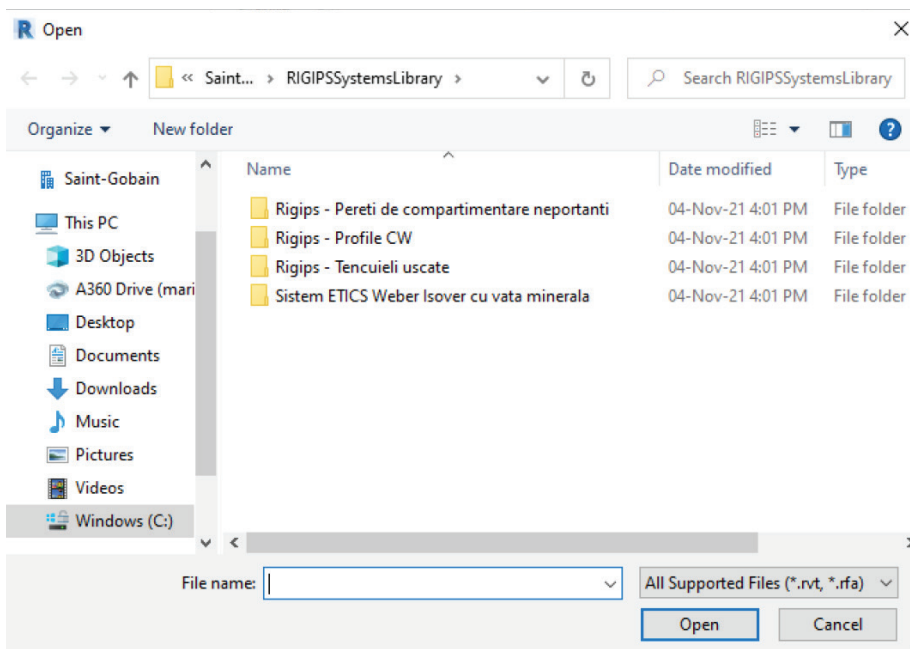 R Open
« Saint... > RIGIPSSystemsLibrary >
Search RIGIPSSystemsLibrary
Organize New folder
?
Saint-Gobain
This PC
3D Objects
A360 Drive (mari
Desktop
Documents
Downloads
Music
Pictures
Videos
Windows (C:)
Name Date modified Type
Rigips - Pereti de compartimentare neportanti 04-Nov-21 4:01 PM File folder
Rigips - Profile CW 04-Nov-21 4:01 PM File folder
Rigips - Tencuieli uscate 04-Nov-21 4:01 PM File folder
Sistem ETICS Weber Isover cu vata minerala 04-Nov-21 4:01 PM File folder
File name:
All Supported Files (*.rvt, *.rfa)
Open Cancel